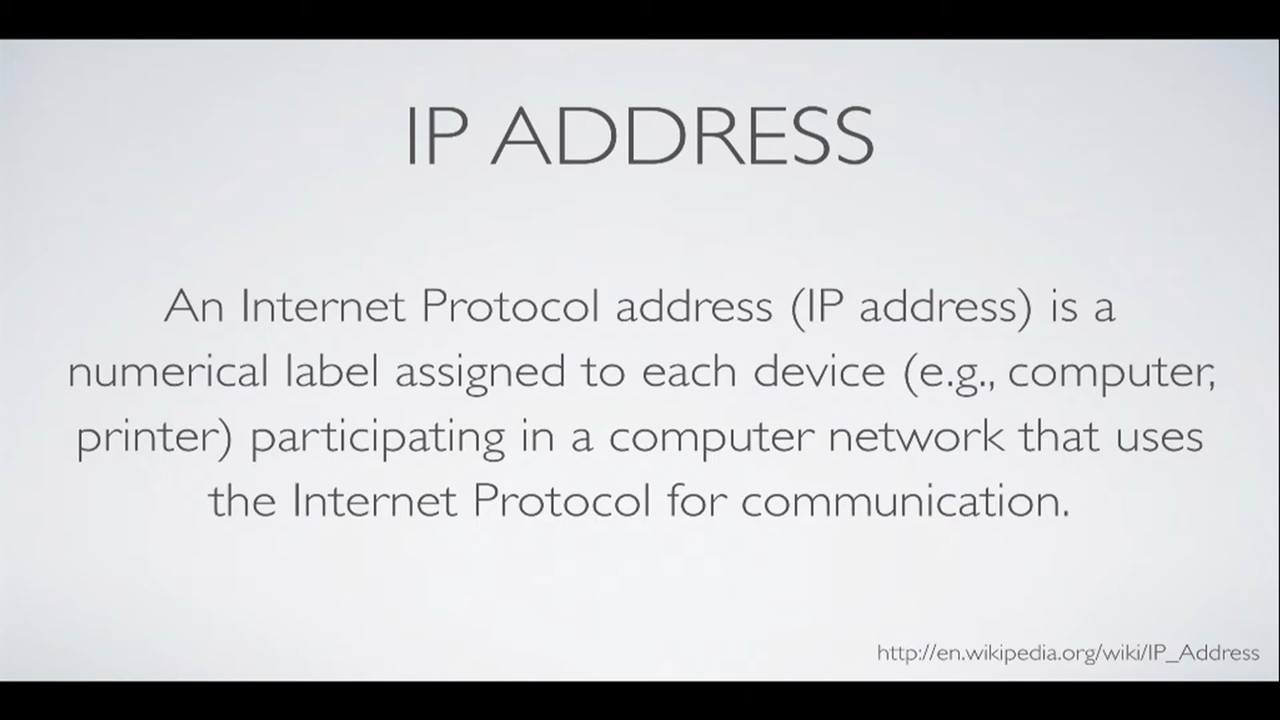 IP ADDRESS
An Internet Protocol address (IP address) is a
numerical label assigned to each device (e.g., computer,
printer) participating in a computer network that uses
the Internet Protocol for communication.
http://en.wikipedia.org/wiki/IP_Address